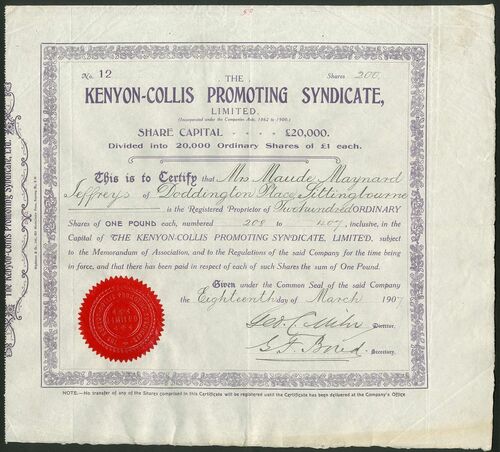 No. 12
Shares 200.
THE
KENYON-COLLIS PROMOTING SYNDICATE,
LIMITED.
(Incorporated under the Companies Acts, 1862 to 1900.)
SHARE CAPITAL . . . . £20,000.
Divided into 20,000 Ordinary Shares of £1 each.
This is to Certify that Mrs Maude Maynard
Jeffreys of Doddington Place, Sittingbourne
is the Registered Proprietor of Two hundred ORDINARY
Shares of ONE POUND each, numbered 208 to 407, inclusive, in the
Capital of THE KENYON-COLLIS PROMOTING SYNDICATE, LIMITED, subject
to the Memorandum of Association, and to the Regulations of the said Company for the time being
in force, and that there has been paid in respect of each of such Shares the sum of One Pound.
Given under the Common Seal of the said Company
the Eighteenth day of March 1907
Director.
Secretary.
NOTE.—No transfer of any of the Shares comprised in this Certificate will be registered until the Certificate has been delivered at the Company's Office
The Kenyon-Collis Promoting Syndicate, Ltd.